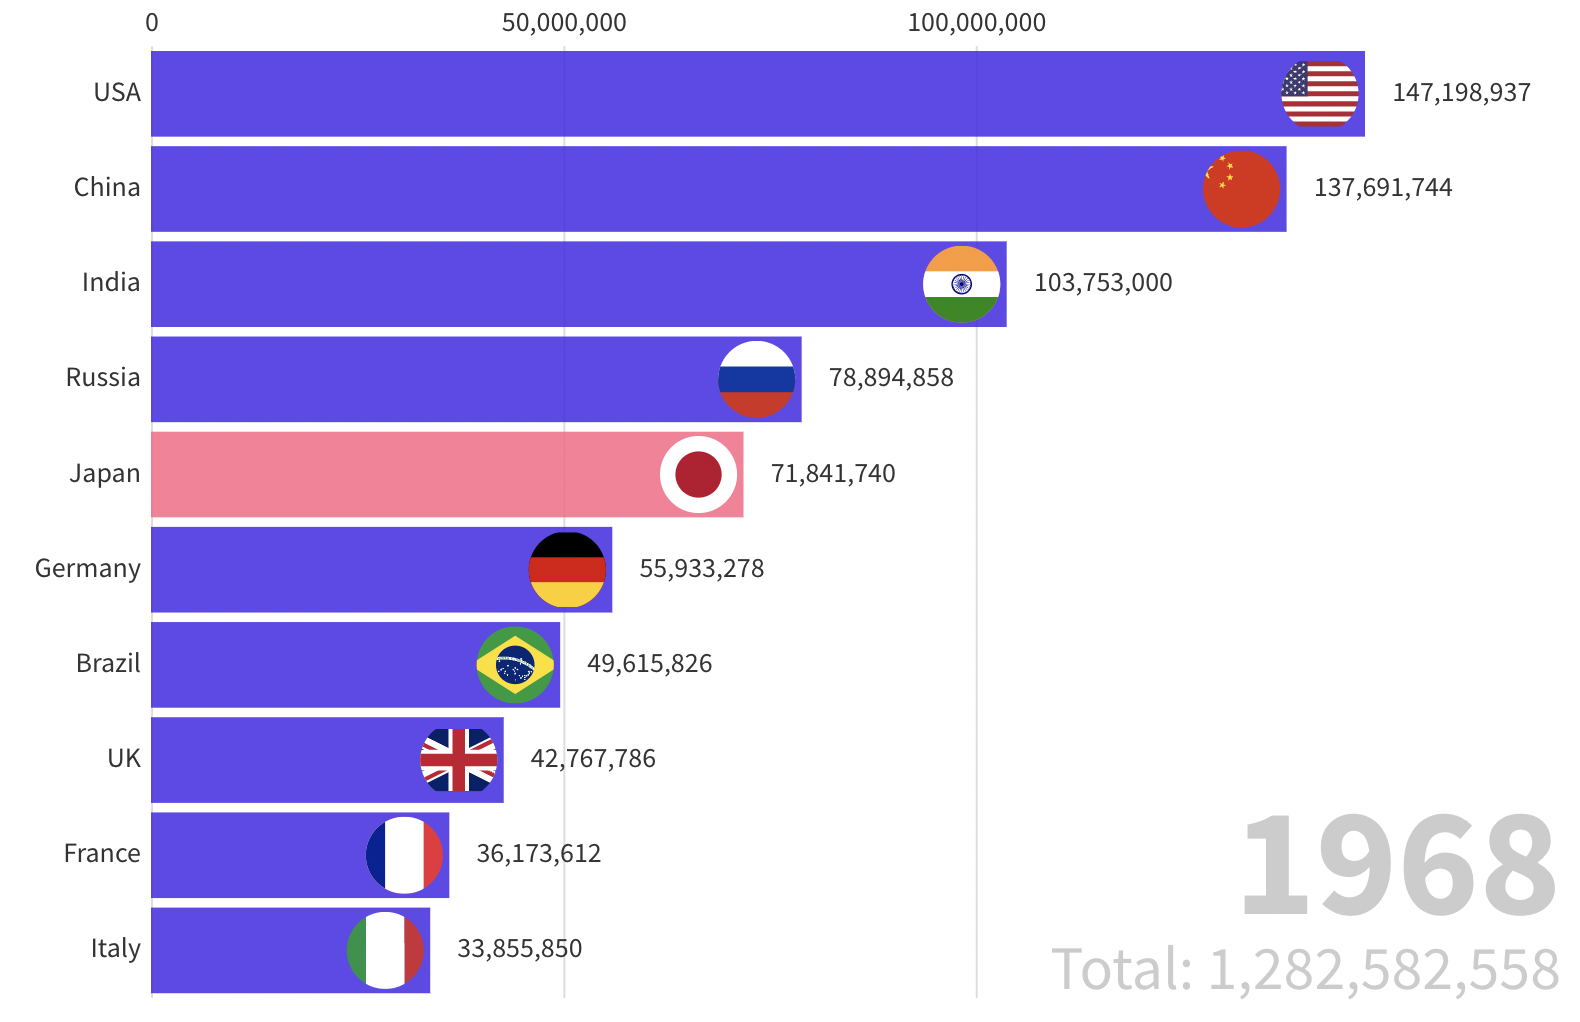 0 50,000,000 100,000,000
USA 147,198,937
China 137,691,744
India 103,753,000
Russia 78,894,858
Japan 71,841,740
Germany 55,933,278
Brazil 49,615,826
UK 42,767,786
France 36,173,612
Italy 33,855,850
1968
Total: 1,282,582,558